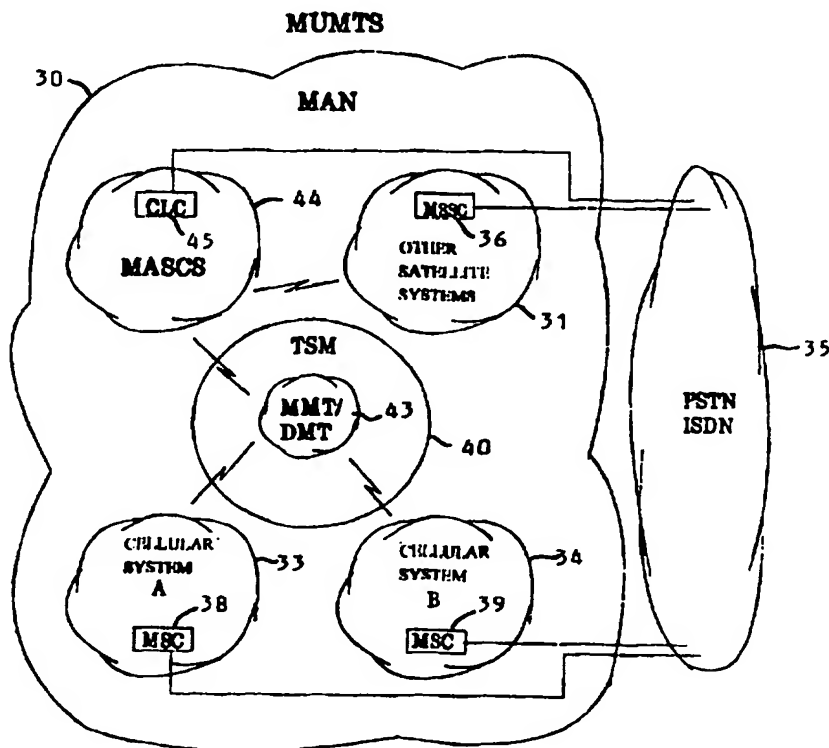 MUMTS
30
MAN
CLC
45
44
MASCS
MSSC
36
OTHER
SATELLITE
SYSTEMS
31
TSM
MMT/
DMT
43
40
35
PSTN
ISDN
CELLULAR
SYSTEM
A
33
38
MSC
CELLULAR
SYSTEM
B
34
39
MSC